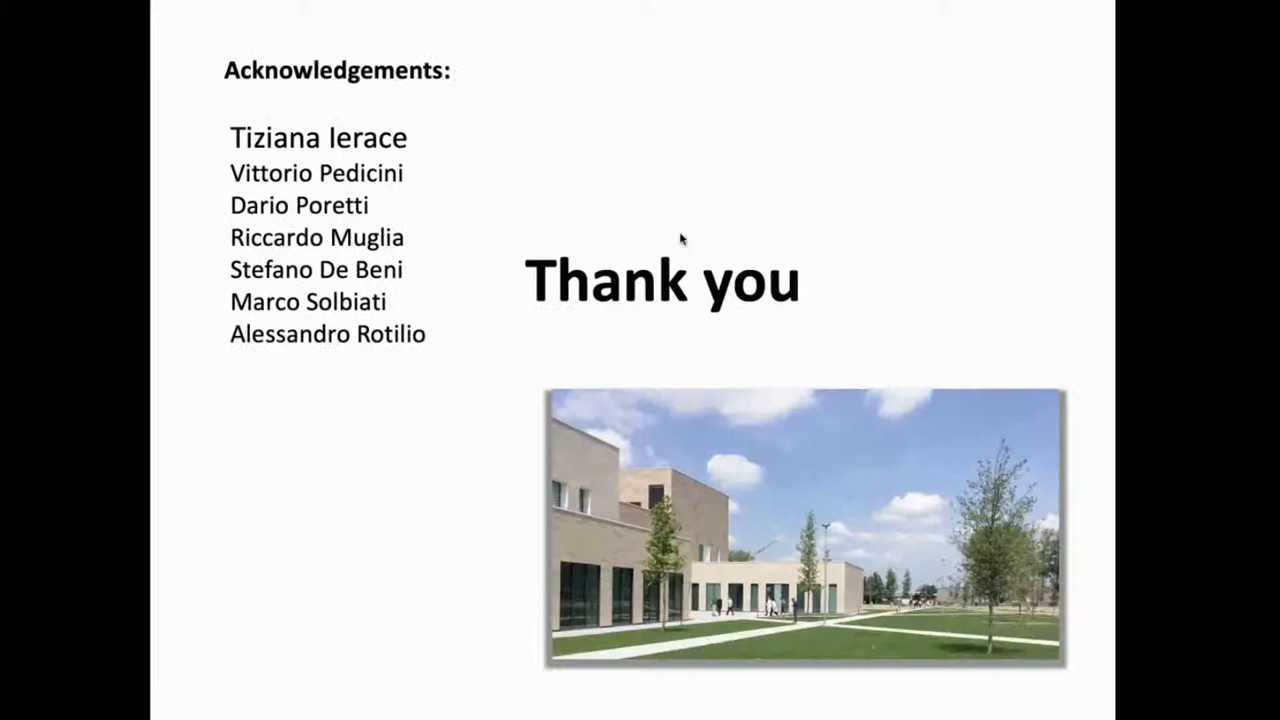 Acknowledgements:
Tiziana Ierace
Vittorio Pedicini
Dario Poretti
Riccardo Muglia
Stefano De Beni
Marco Solbiati
Alessandro Rotilio
Thank you